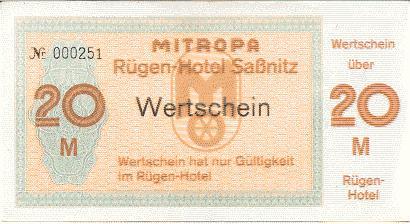 № 000251
MITROPA
Rügen-Hotel Saßnitz
20
M
Wertschein
Wertschein hat nur Gültigkeit
im Rügen-Hotel
Wertschein
über
20
M
Rügen-
Hotel